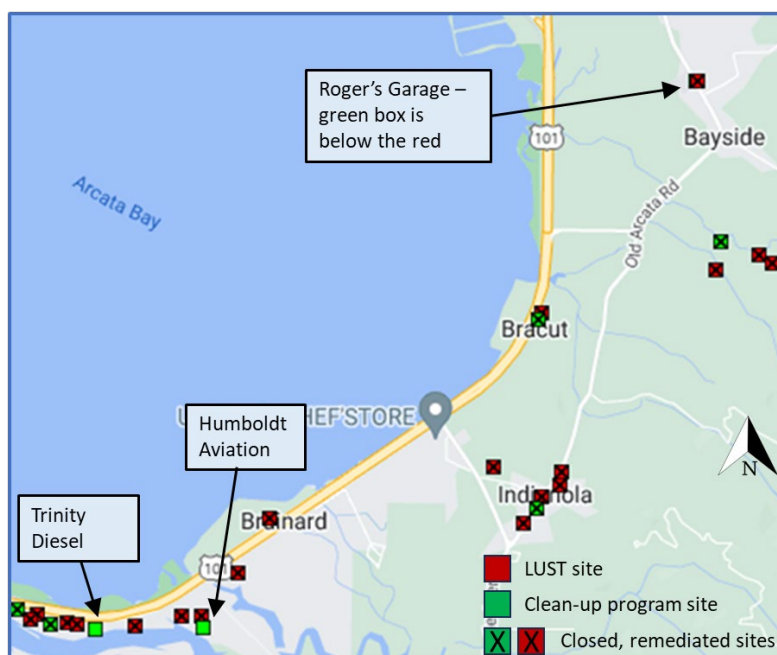 Roger's Garage –
green box is
below the red
101
Bayside
Arcata Bay
Old Arcata Rd
Bracut
Humboldt
Aviation
HEF'STORE
N
Trinity
Diesel
Brainard
Indianola
101
LUST site
Clean-up program site
Closed, remediated sites